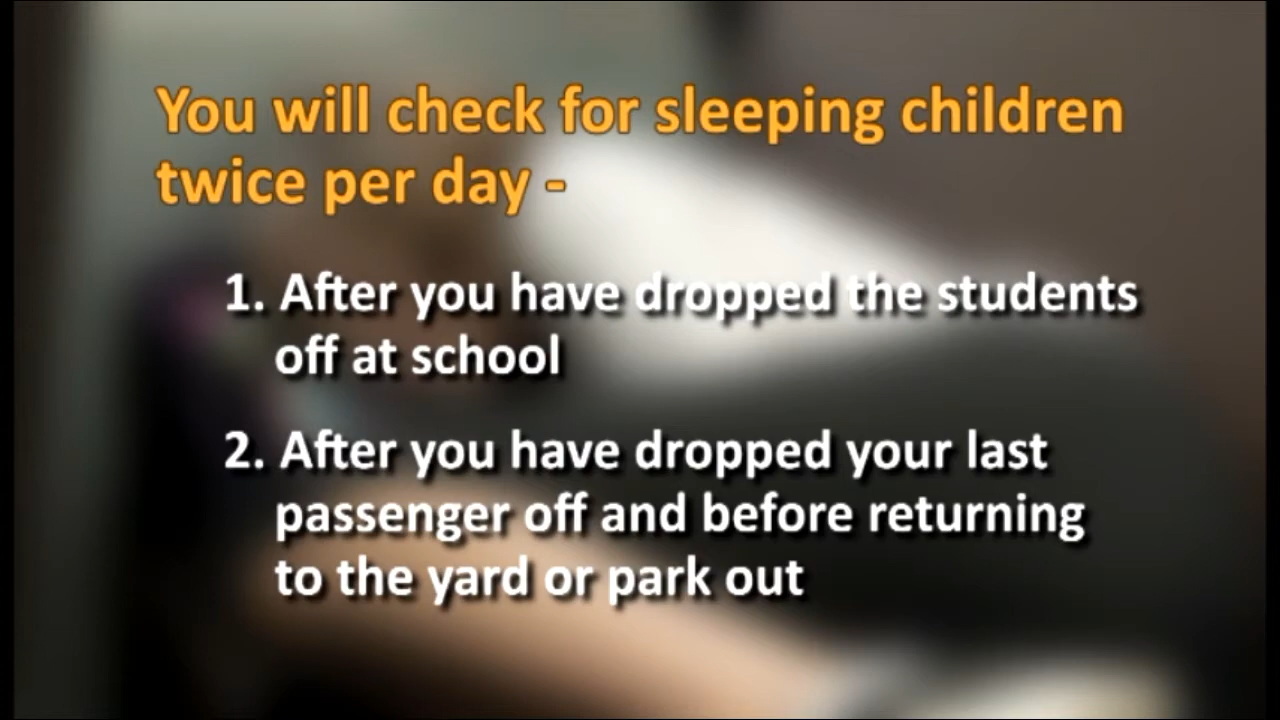 You will check for sleeping children
twice per day -
1. After you have dropped the students
off at school
2. After you have dropped your last
passenger off and before returning
to the yard or park out